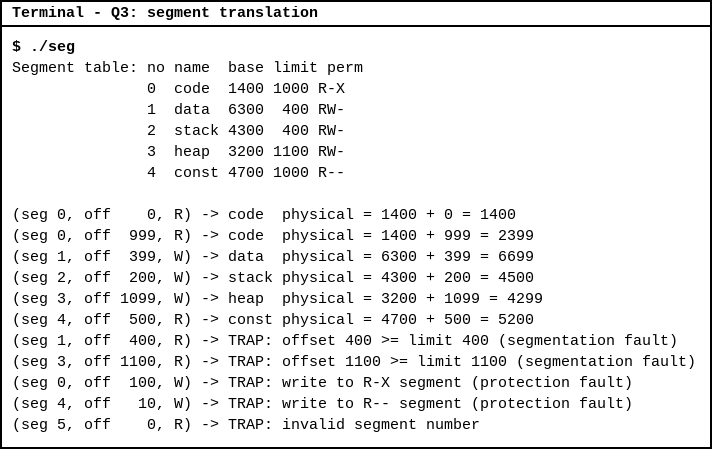 Terminal - Q3: segment translation
$ ./seg
Segment table: no name  base limit perm
               0  code  1400 1000 R-X
               1  data  6300  400 RW-
               2  stack 4300  400 RW-
               3  heap  3200 1100 RW-
               4  const 4700 1000 R--
(seg 0, off    0, R) -> code  physical = 1400 + 0 = 1400
(seg 0, off  999, R) -> code  physical = 1400 + 999 = 2399
(seg 1, off  399, W) -> data  physical = 6300 + 399 = 6699
(seg 2, off  200, W) -> stack physical = 4300 + 200 = 4500
(seg 3, off 1099, W) -> heap  physical = 3200 + 1099 = 4299
(seg 4, off  500, R) -> const physical = 4700 + 500 = 5200
(seg 1, off  400, R) -> TRAP: offset 400 >= limit 400 (segmentation fault)
(seg 3, off 1100, R) -> TRAP: offset 1100 >= limit 1100 (segmentation fault)
(seg 0, off  100, W) -> TRAP: write to R-X segment (protection fault)
(seg 4, off   10, W) -> TRAP: write to R-- segment (protection fault)
(seg 5, off    0, R) -> TRAP: invalid segment number